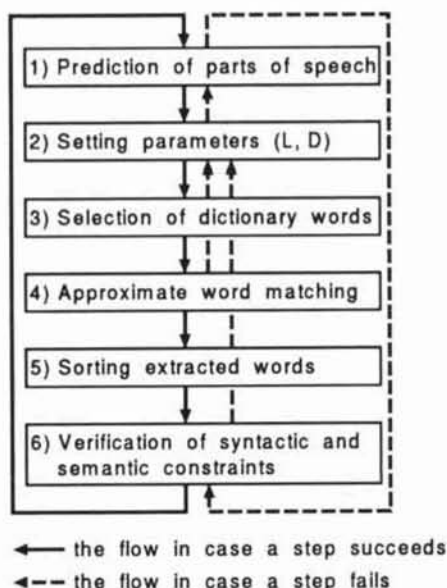 1) Prediction of parts of speech
2) Setting parameters (L, D)
3) Selection of dictionary words
4) Approximate word matching
5) Sorting extracted words
6) Verification of syntactic and
semantic constraints
the flow in case a step succeeds
the flow in case a step fails